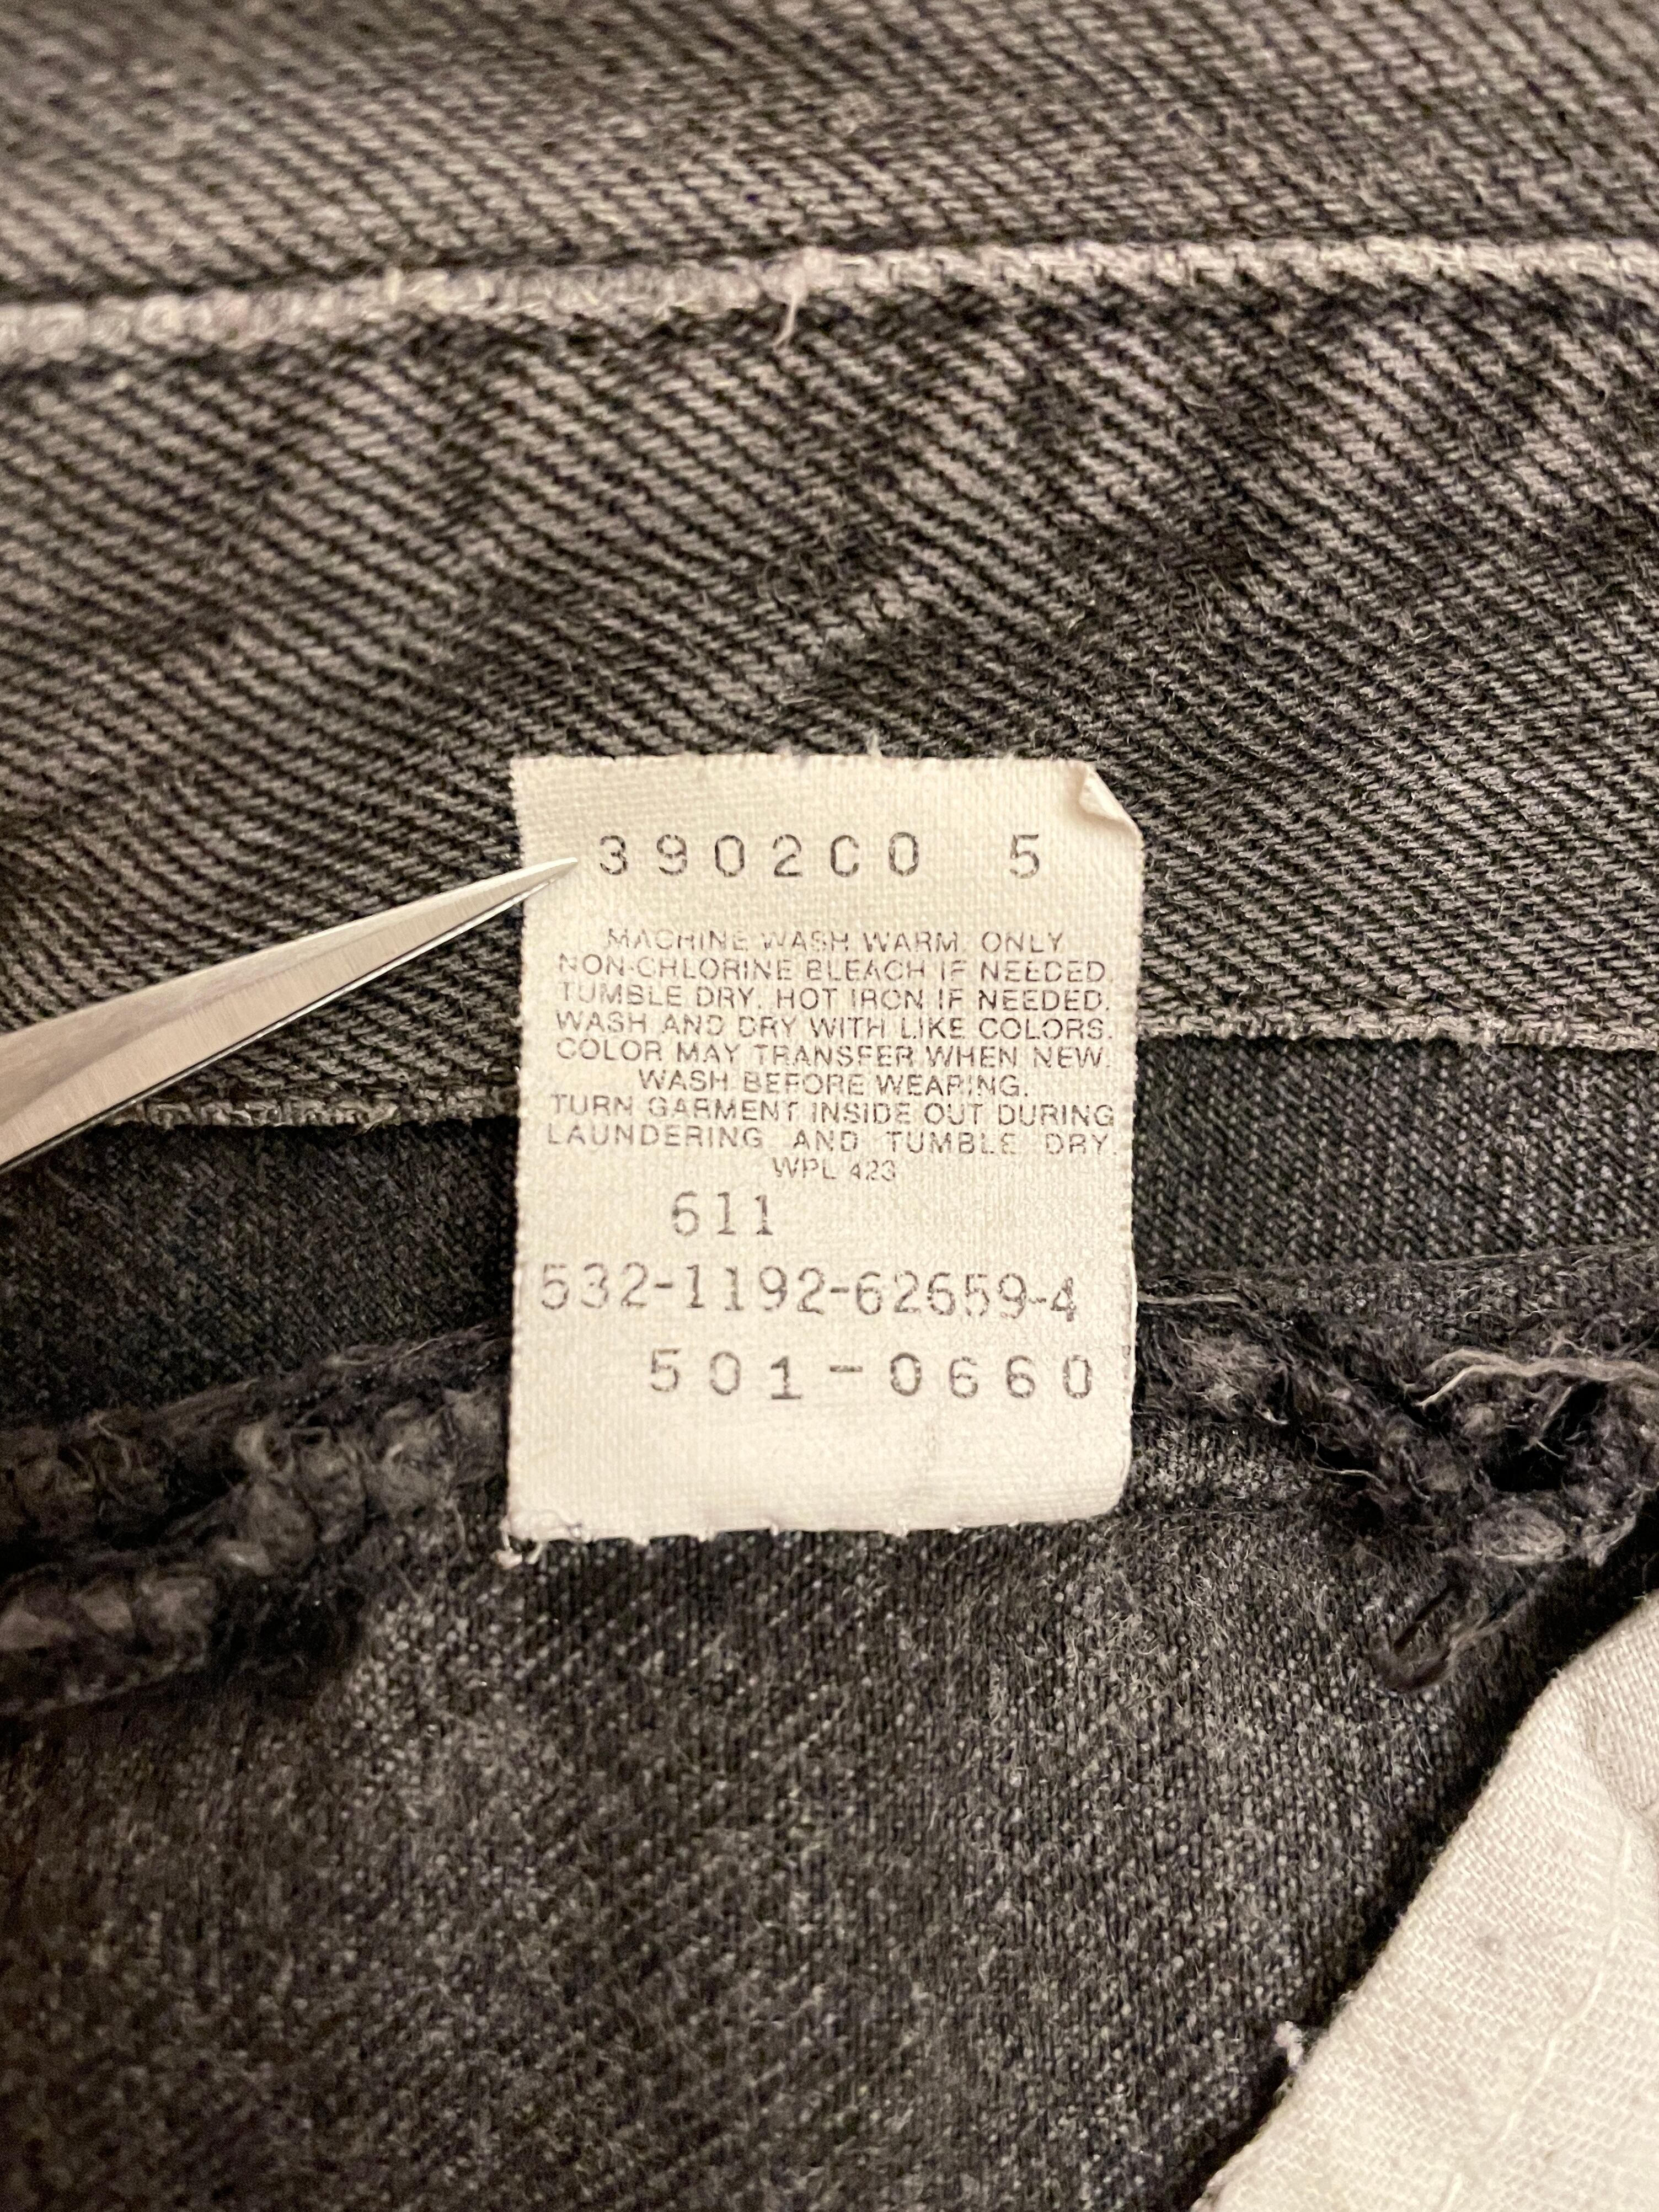 3902C0 5
MACHINE WASH WARM. ONLY
NON-CHLORINE BLEACH IF NEEDED.
TUMBLE DRY. HOT IRON IF NEEDED.
WASH AND DRY WITH LIKE COLORS.
COLOR MAY TRANSFER WHEN NEW.
WASH BEFORE WEARING.
TURN GARMENT INSIDE OUT DURING
LAUNDERING AND TUMBLE DRY.
WPL 423
611
532-1192-62659-4
501-0660